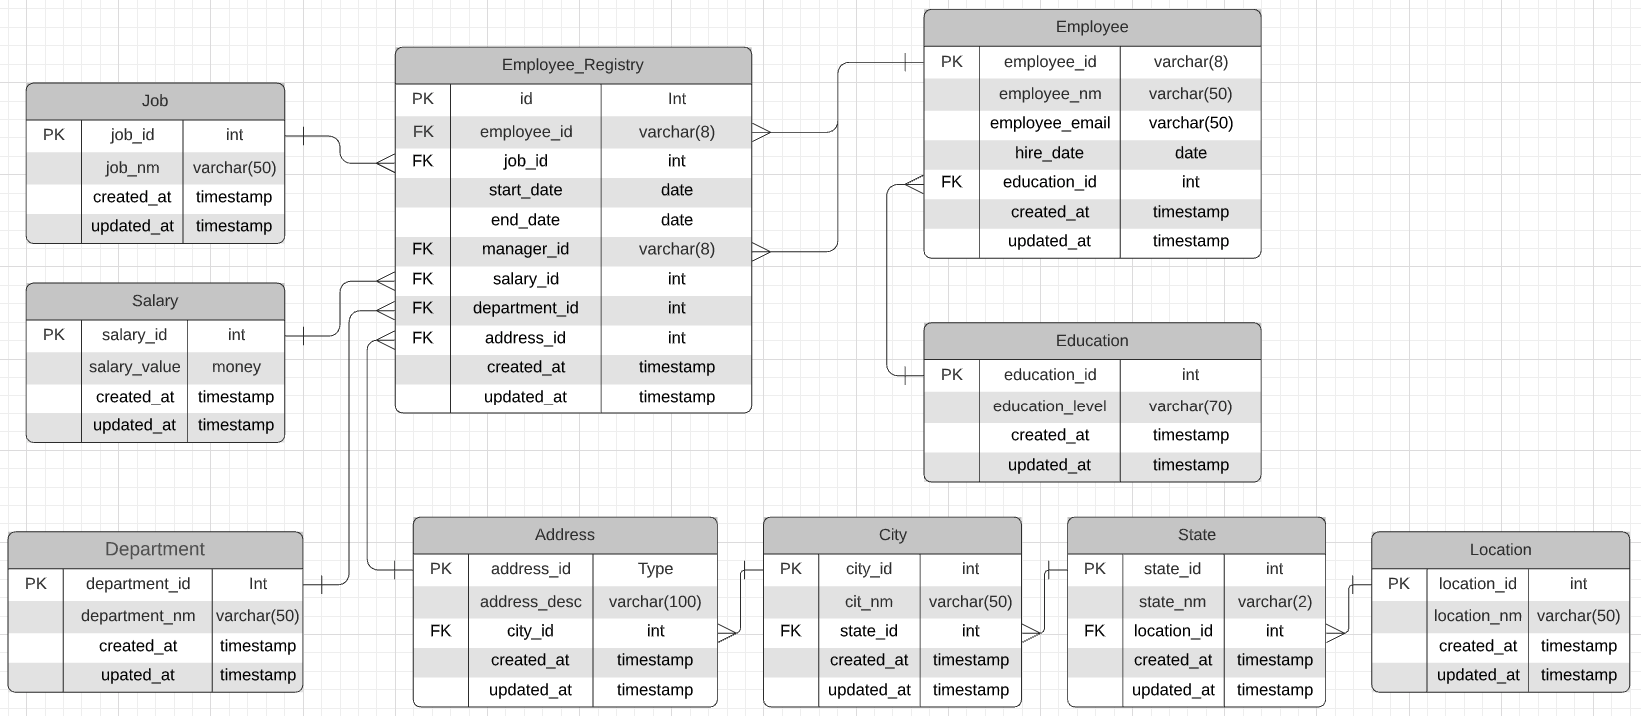 Job
PK job_id int
job_nm varchar(50)
created_at timestamp
updated_at timestamp
Salary
PK salary_id int
salary_value money
created_at timestamp
updated_at timestamp
Department
PK department_id Int
department_nm varchar(50)
created_at timestamp
upated_at timestamp
Employee_Registry
PK id Int
FK employee_id varchar(8)
FK job_id int
start_date date
end_date date
FK manager_id varchar(8)
FK salary_id int
FK department_id int
FK address_id int
created_at timestamp
updated_at timestamp
Employee
PK employee_id varchar(8)
employee_nm varchar(50)
employee_email varchar(50)
hire_date date
FK education_id int
created_at timestamp
updated_at timestamp
Education
PK education_id int
education_level varchar(70)
created_at timestamp
updated_at timestamp
Address
PK address_id Type
address_desc varchar(100)
FK city_id int
created_at timestamp
updated_at timestamp
City
PK city_id int
cit_nm varchar(50)
FK state_id int
created_at timestamp
updated_at timestamp
State
PK state_id int
state_nm varchar(2)
FK location_id int
created_at timestamp
updated_at timestamp
Location
PK location_id int
location_nm varchar(50)
created_at timestamp
updated_at timestamp